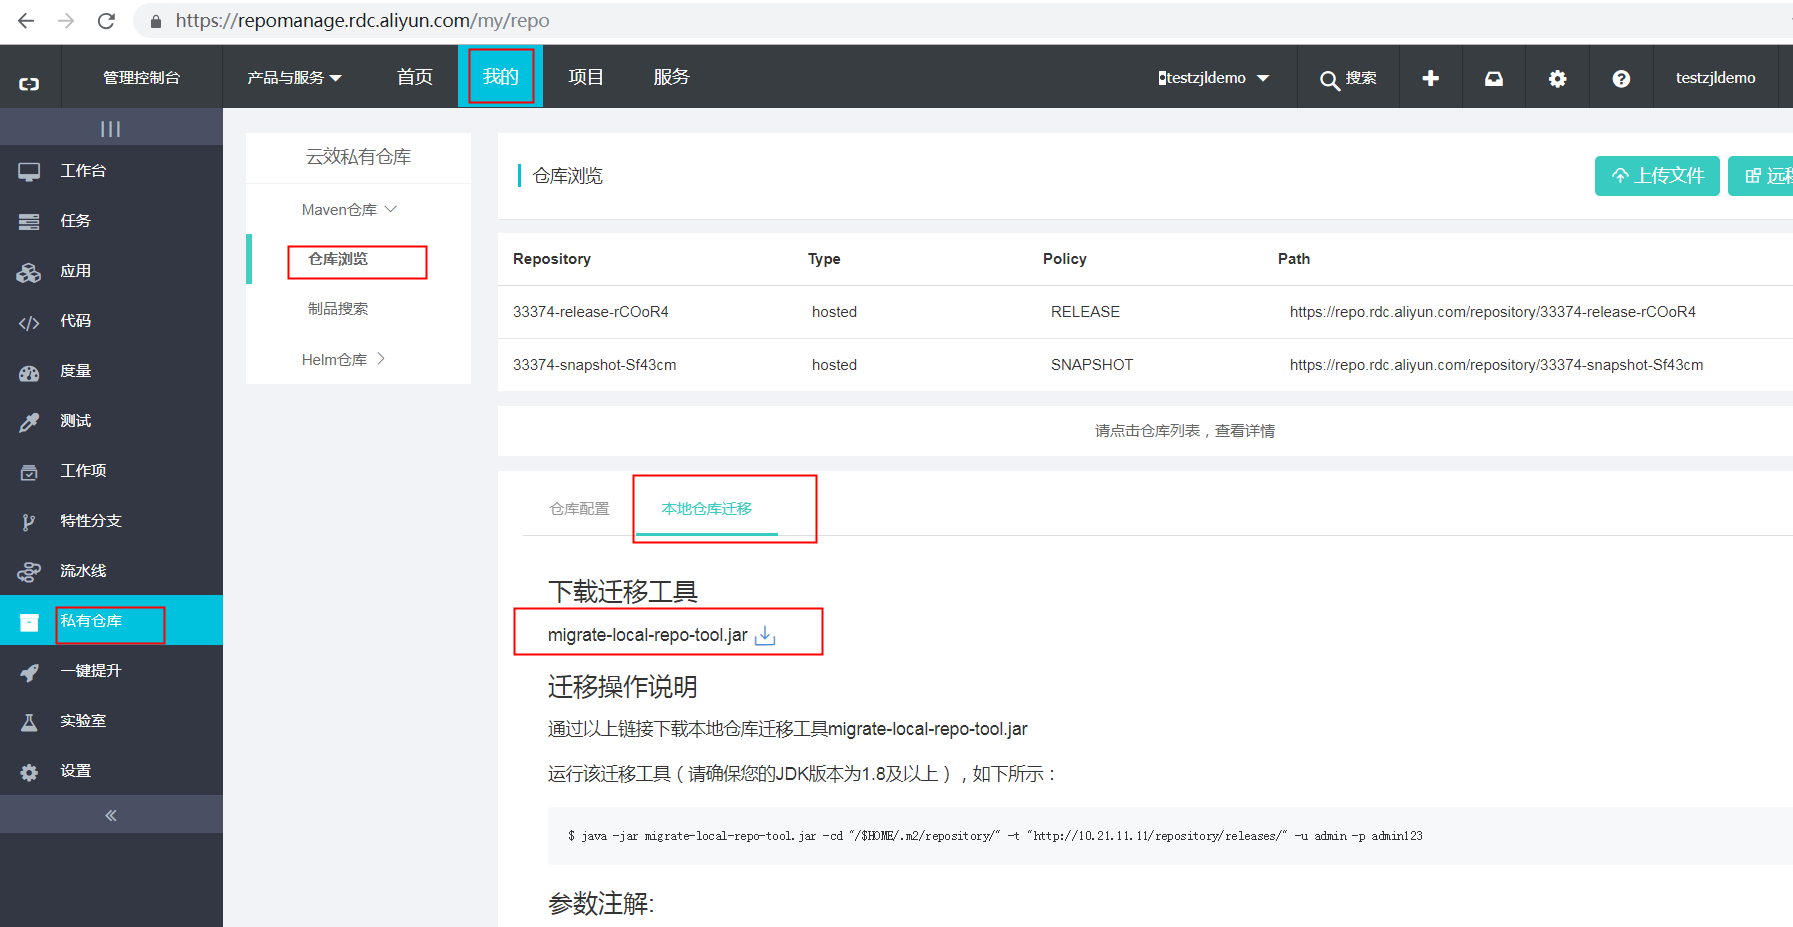 https://repomanage.rdc.aliyun.com/my/repo
管理控制台 产品与服务 首页 我的 项目 服务 testzjldemo 搜索 testzjldemo
工作台
任务
应用
代码
度量
测试
工作项
特性分支
流水线
私有仓库
一键提升
实验室
设置
云效私有仓库
Maven仓库
仓库浏览
制品搜索
Helm仓库
仓库浏览
上传文件 远程
Repository Type Policy Path
33374-release-rCOoR4 hosted RELEASE https://repo.rdc.aliyun.com/repository/33374-release-rCOoR4
33374-snapshot-Sf43cm hosted SNAPSHOT https://repo.rdc.aliyun.com/repository/33374-snapshot-Sf43cm
请点击仓库列表，查看详情
仓库配置 本地仓库迁移
下载迁移工具
migrate-local-repo-tool.jar
迁移操作说明
通过以上链接下载本地仓库迁移工具migrate-local-repo-tool.jar
运行该迁移工具（请确保您的JDK版本为1.8及以上），如下所示：
$ java -jar migrate-local-repo-tool.jar -cd "/$HOME/.m2/repository/" -t "http://10.21.11.11/repository/releases/" -u admin -p admin123
参数注解: